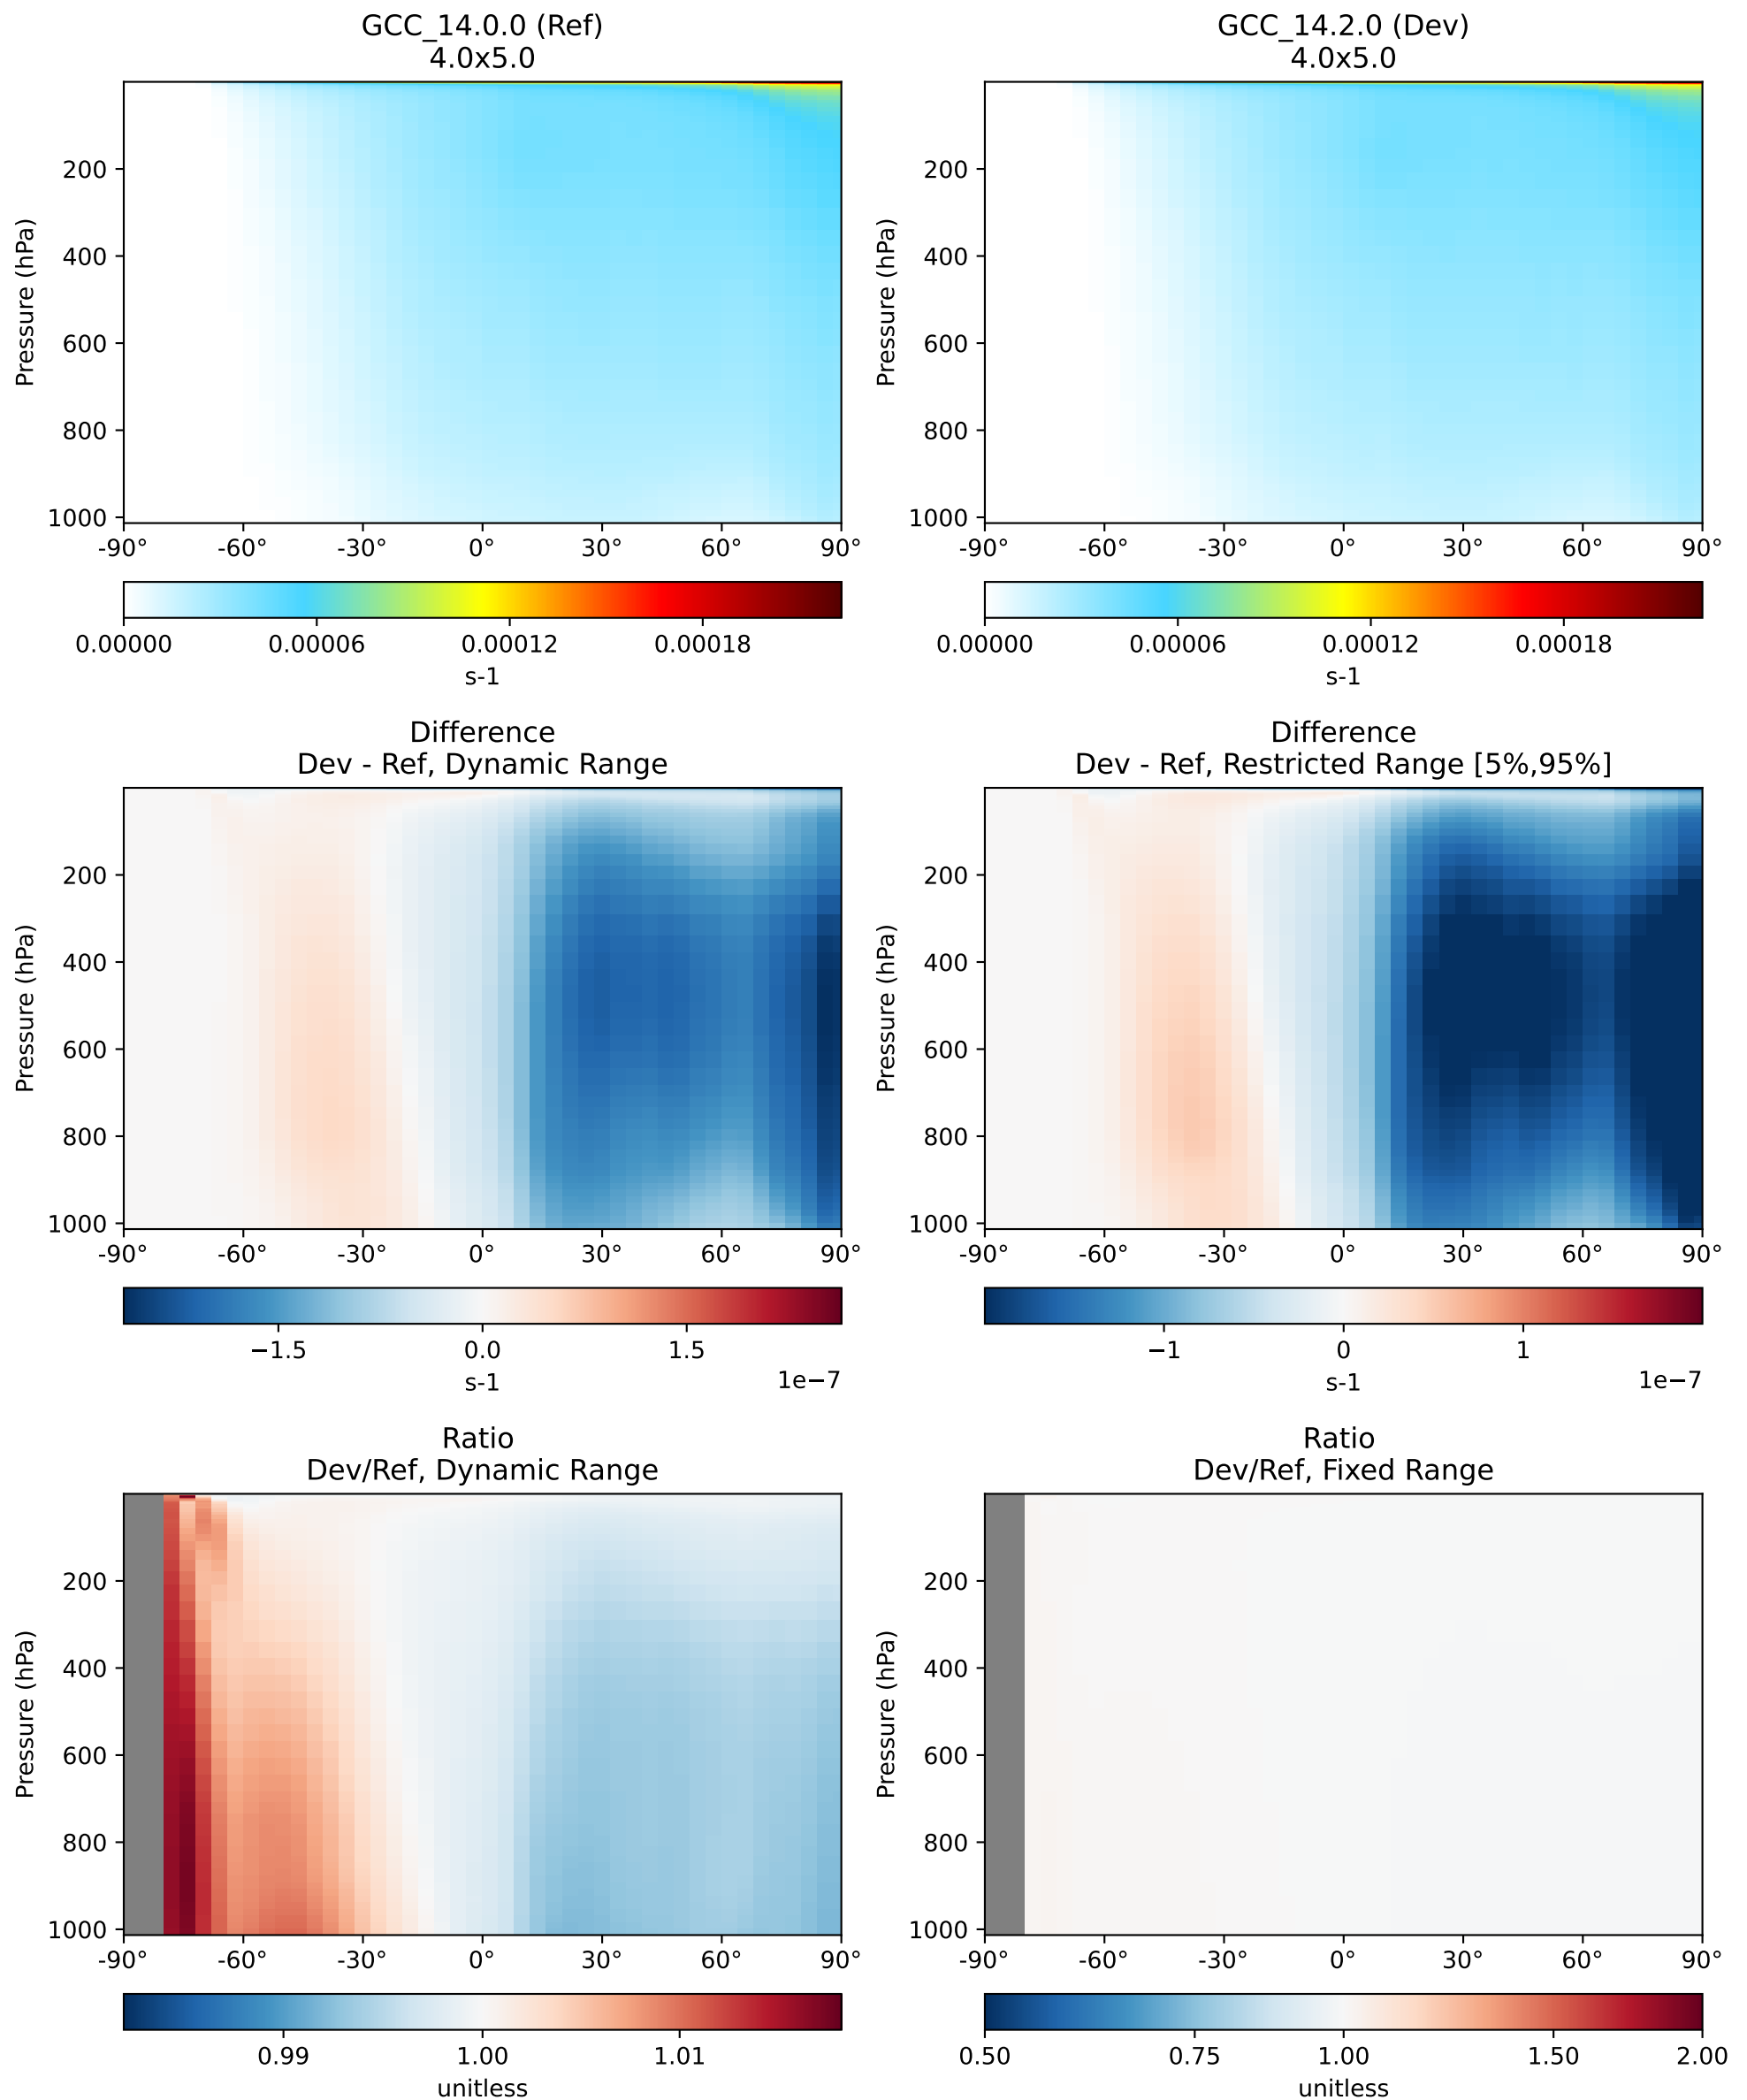 GCC_14.0.0 (Ref)
4.0x5.0
Pressure (hPa)
200
400
600
800
1000
-90° -60° -30° 0° 30° 60° 90°
0.00000 0.00006 0.00012 0.00018
s-1
GCC_14.2.0 (Dev)
4.0x5.0
Pressure (hPa)
200
400
600
800
1000
-90° -60° -30° 0° 30° 60° 90°
0.00000 0.00006 0.00012 0.00018
s-1
Difference
Dev - Ref, Dynamic Range
Pressure (hPa)
200
400
600
800
1000
-90° -60° -30° 0° 30° 60° 90°
−1.5 0.0 1.5
s-1 1e−7
Difference
Dev - Ref, Restricted Range [5%,95%]
Pressure (hPa)
200
400
600
800
1000
-90° -60° -30° 0° 30° 60° 90°
−1 0 1
s-1 1e−7
Ratio
Dev/Ref, Dynamic Range
Pressure (hPa)
200
400
600
800
1000
-90° -60° -30° 0° 30° 60° 90°
0.99 1.00 1.01
unitless
Ratio
Dev/Ref, Fixed Range
Pressure (hPa)
200
400
600
800
1000
-90° -60° -30° 0° 30° 60° 90°
0.50 0.75 1.00 1.50 2.00
unitless